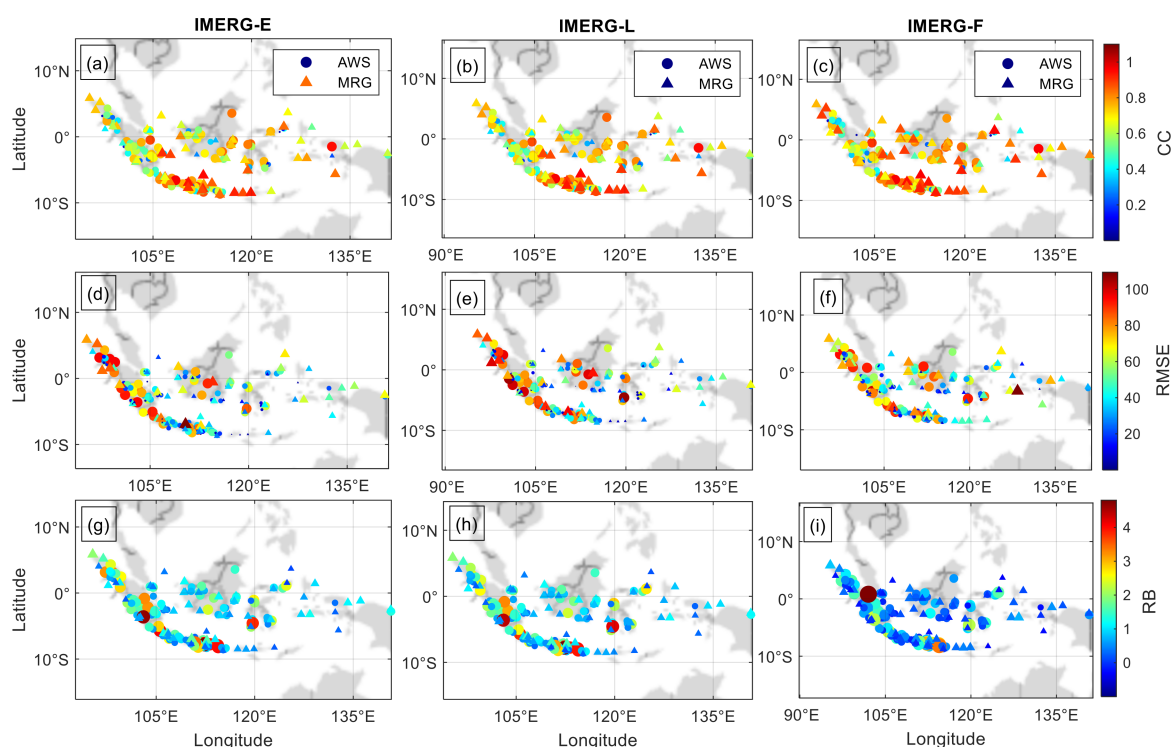 IMERG-E IMERG-L IMERG-F
(a) AWS MRG (b) AWS MRG (c) AWS MRG
10°N 10°N 10°N 1
Latitude 0.8
0° 0° 0° 0.6 CC
0.4
10°S 10°S 10°S 0.2
105°E 120°E 135°E 90°E 105°E 120°E 135°E 105°E 120°E 135°E
(d) (e) (f) 100
10°N 10°N 10°N 80
Latitude 0° 0° 0° 60 RMSE
40
10°S 10°S 10°S 20
105°E 120°E 135°E 90°E 105°E 120°E 135°E 105°E 120°E 135°E
(g) (h) (i) 4
10°N 10°N 10°N 3
Latitude 0° 0° 0° 2 RB
1
10°S 10°S 10°S 0
105°E 120°E 135°E 105°E 120°E 135°E 90°E 105°E 120°E 135°E
Longitude Longitude Longitude